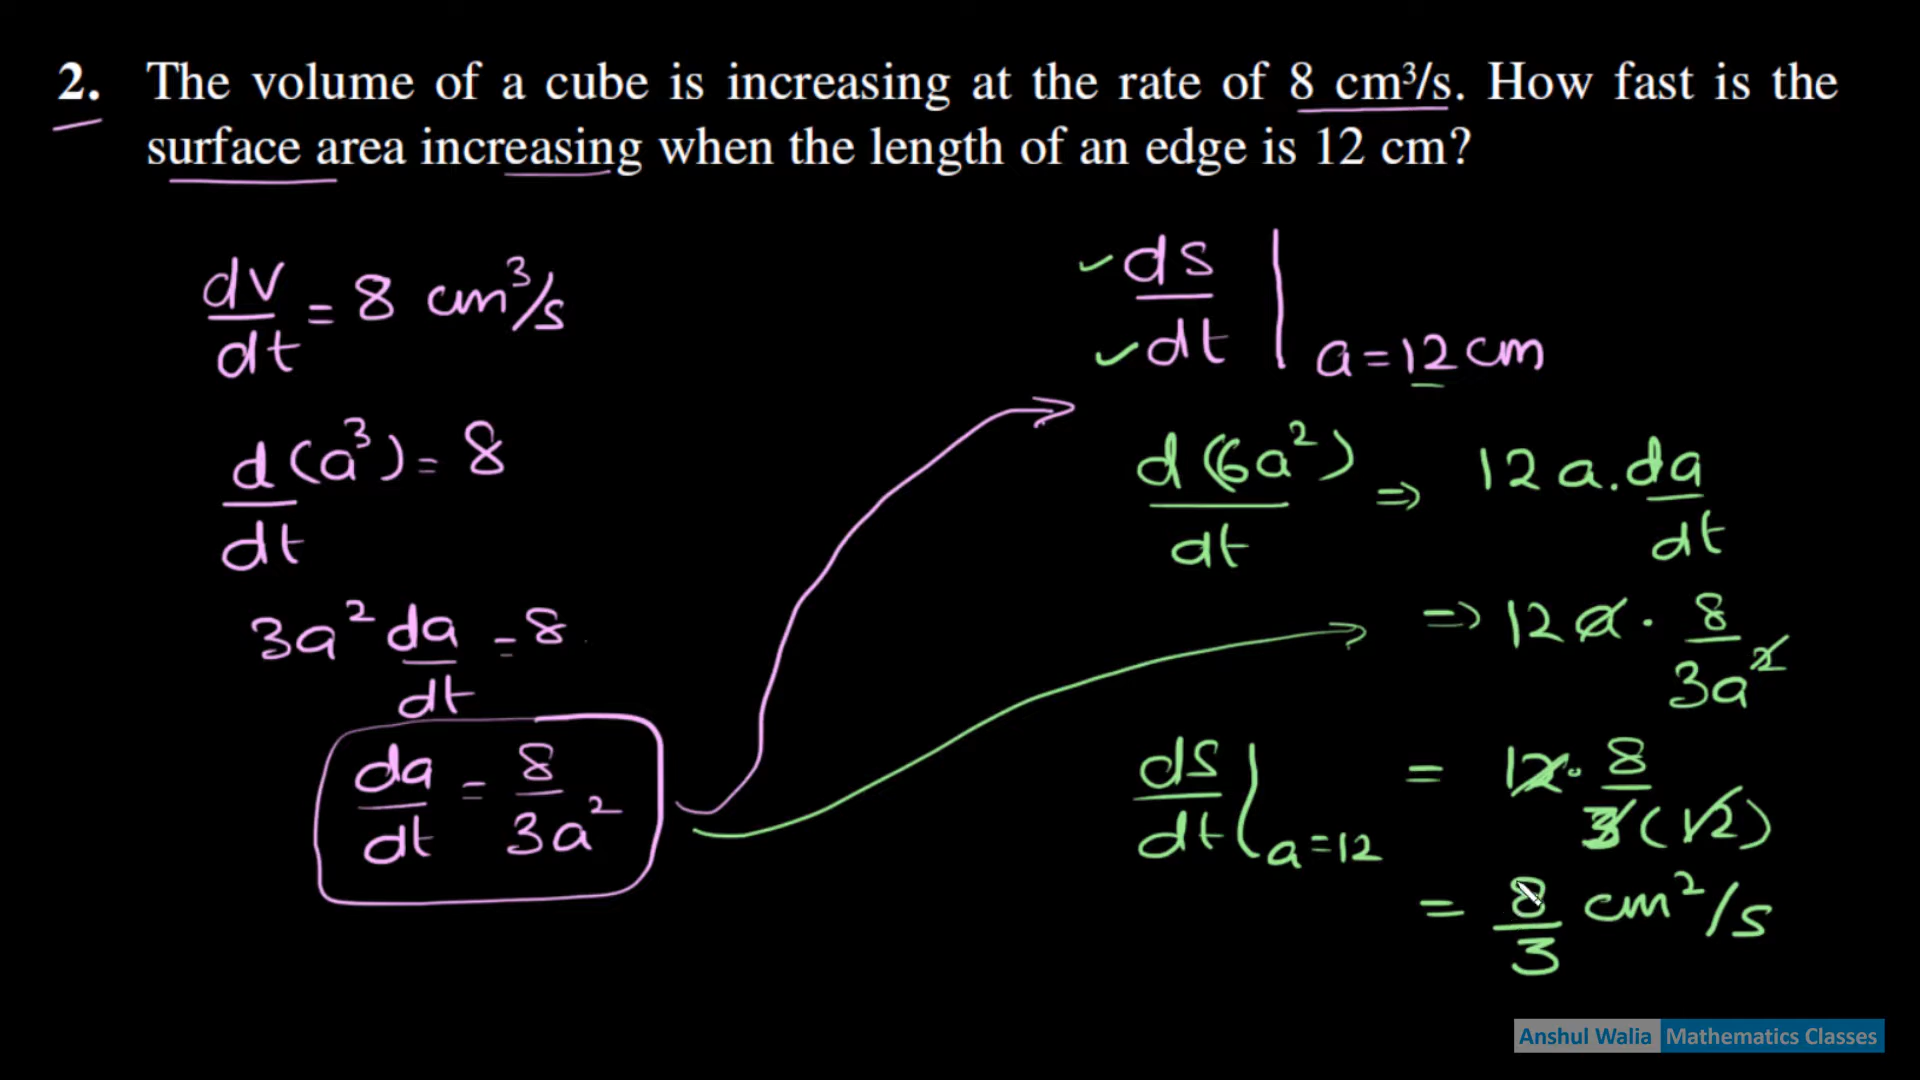 2. The volume of a cube is increasing at the rate of 8 cm³/s. How fast is the
surface area increasing when the length of an edge is 12 cm?
dv/dt = 8 cm³/s
d/dt (a³) = 8
3a² da/dt = 8
da/dt = 8/3a²
ds/dt | a = 12 cm
d(6a²)/dt ⇒ 12a. da/dt
⇒ 12a · 8/3a²
ds/dt | a = 12 = 12 · 8/3(12)
= 8/3 cm²/s
Anshul Walia Mathematics Classes